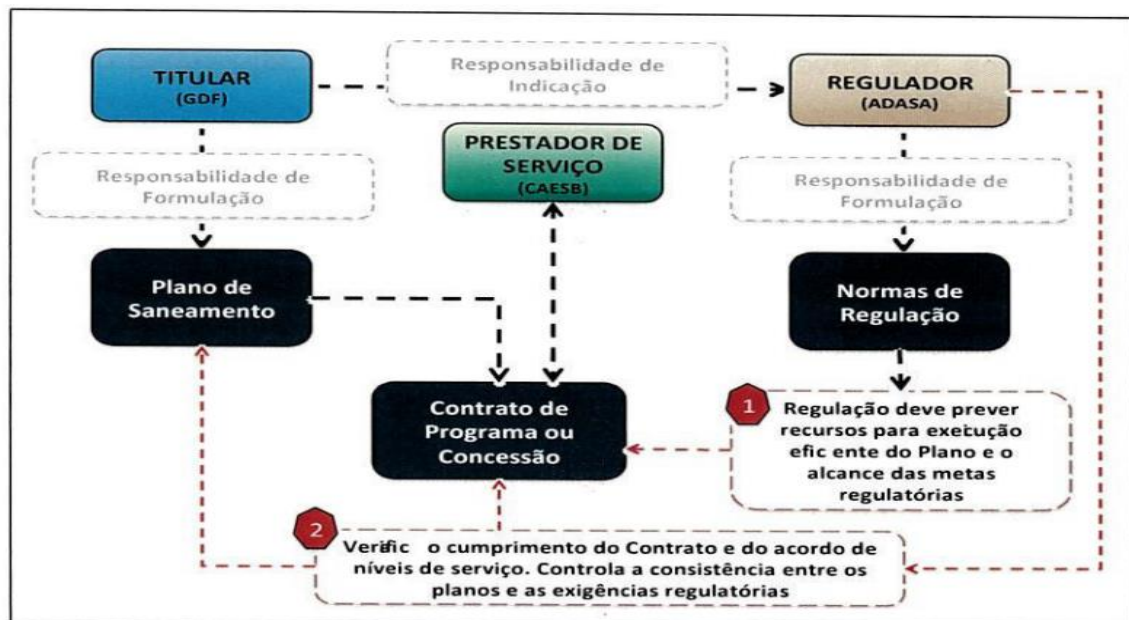 TITULAR
(GDF)
Responsabilidade de
Indicação
REGULADOR
(ADASA)
PRESTADOR DE
SERVIÇO
(CAESB)
Responsabilidade de
Formulação
Responsabilidade de
Formulação
Plano de
Saneamento
Normas de
Regulação
Contrato de
Programa ou
Concessão
1
Regulação deve prever
recursos para execução
efic ente do Plano e o
alcance das metas
regulatórias
2
Verific o cumprimento do Contrato e do acordo de
níveis de serviço. Controla a consistência entre os
planos e as exigências regulatórias